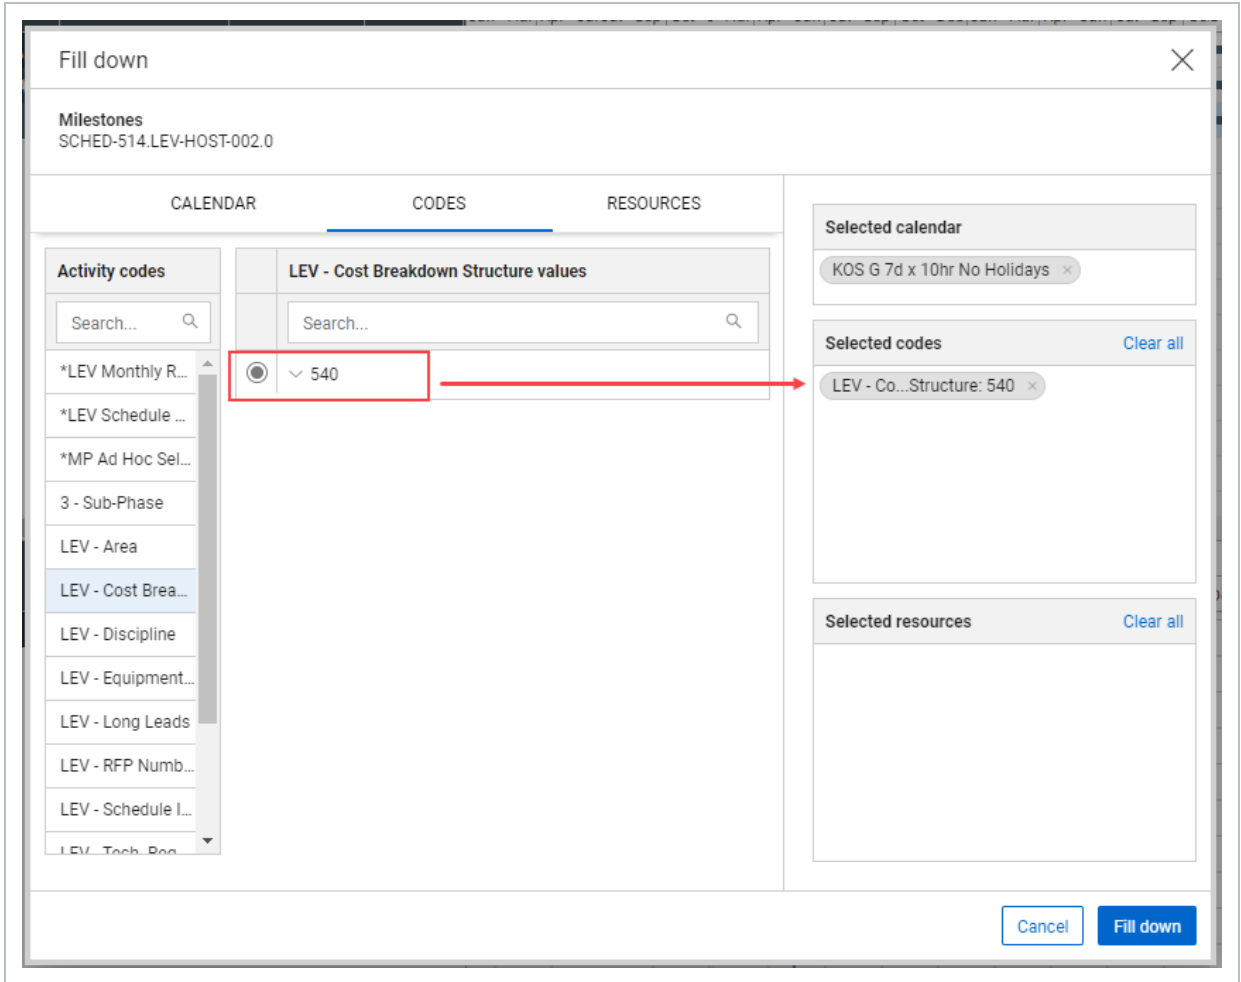 Fill down
Milestones
SCHED-514.LEV-HOST-002.0
CALENDAR
CODES
RESOURCES
Activity codes
Search...
*LEV Monthly R...
*LEV Schedule ...
*MP Ad Hoc Sel...
3 - Sub-Phase
LEV - Area
LEV - Cost Brea...
LEV - Discipline
LEV - Equipment...
LEV - Long Leads
LEV - RFP Numb...
LEV - Schedule I...
LEV - Cost Breakdown Structure values
Search...
540
Selected calendar
KOS G 7d x 10hr No Holidays ×
Selected codes Clear all
LEV - Co...Structure: 540 ×
Selected resources Clear all
Cancel
Fill down